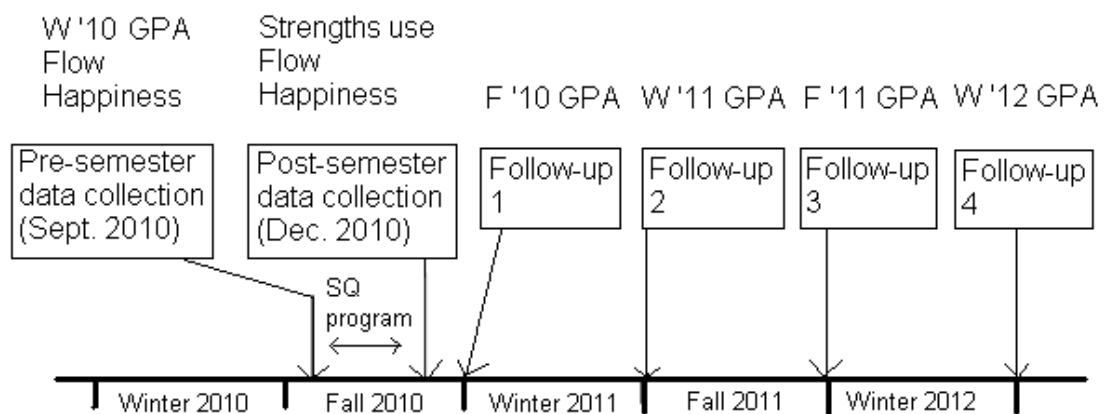 W '10 GPA
Flow
Happiness
Strengths use
Flow
Happiness
F '10 GPA
W '11 GPA
F '11 GPA
W '12 GPA
Pre-semester
data collection
(Sept. 2010)
Post-semester
data collection
(Dec. 2010)
Follow-up
1
Follow-up
2
Follow-up
3
Follow-up
4
SQ
program
Winter 2010
Fall 2010
Winter 2011
Fall 2011
Winter 2012